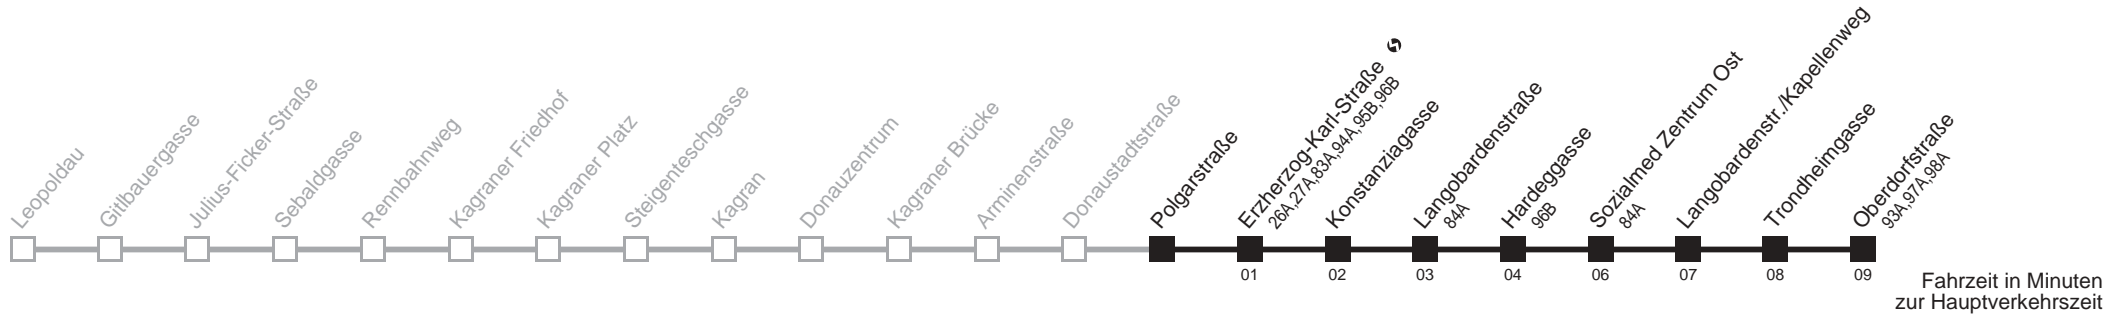 Leopoldau
Gitlbauergasse
Julius-Ficker-Straße
Sebaldgasse
Rennbahnweg
Kagraner Friedhof
Kagraner Platz
Steigenteschgasse
Kagran
Donauzentrum
Kagraner Brücke
Arminenstraße
Donaustadtstraße
Polgarstraße
Erzherzog-Karl-Straße
26A,27A,83A,94A,95B,96B
Konstanziagasse
Langobardenstraße
84A
Hardeggasse
96B
Sozialmed Zentrum Ost
84A
Langobardenstr./Kapellenweg
Trondheimgasse
Oberdorfstraße
93A,97A,98A
01 02 03 04 06 07 08 09
Fahrzeit in Minuten
zur Hauptverkehrszeit